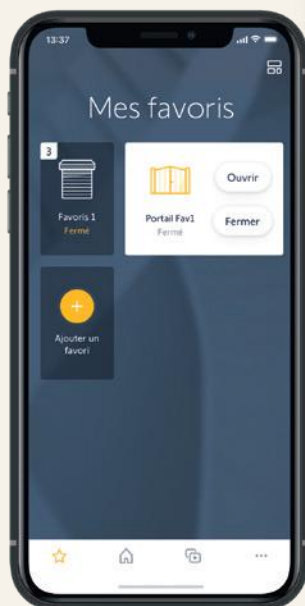 13:37
Mes favoris
3
Favoris 1
Fermé
Portail Fav1
Fermé
Ouvrir
Fermer
Ajouter un
favori